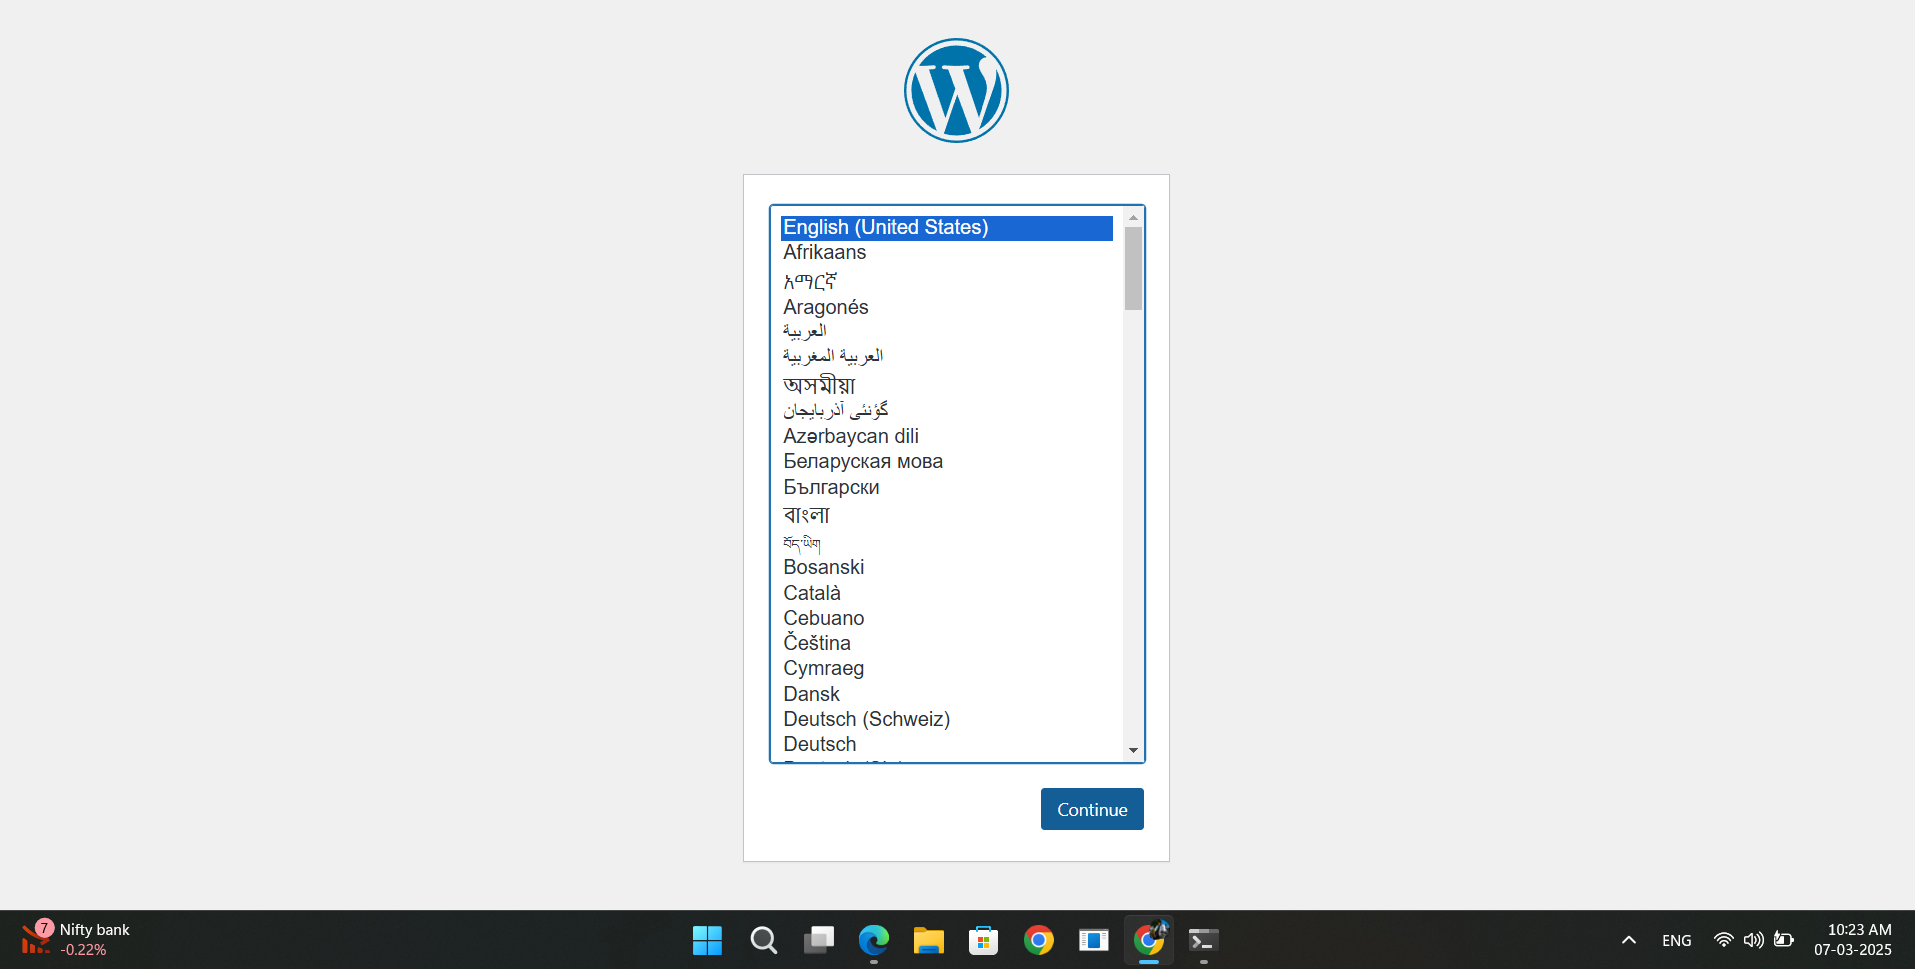 English (United States)
Afrikaans
አማርኛ
Aragonés
العربية
العربية المغربية
অসমীয়া
گؤنئی آذربایجان
Azərbaycan dili
Беларуская мова
Български
বাংলা
བོད་ཡིག
Bosanski
Català
Cebuano
Čeština
Cymraeg
Dansk
Deutsch (Schweiz)
Deutsch
Continue
7
Nifty bank
-0.22%
ENG
10:23 AM
07-03-2025